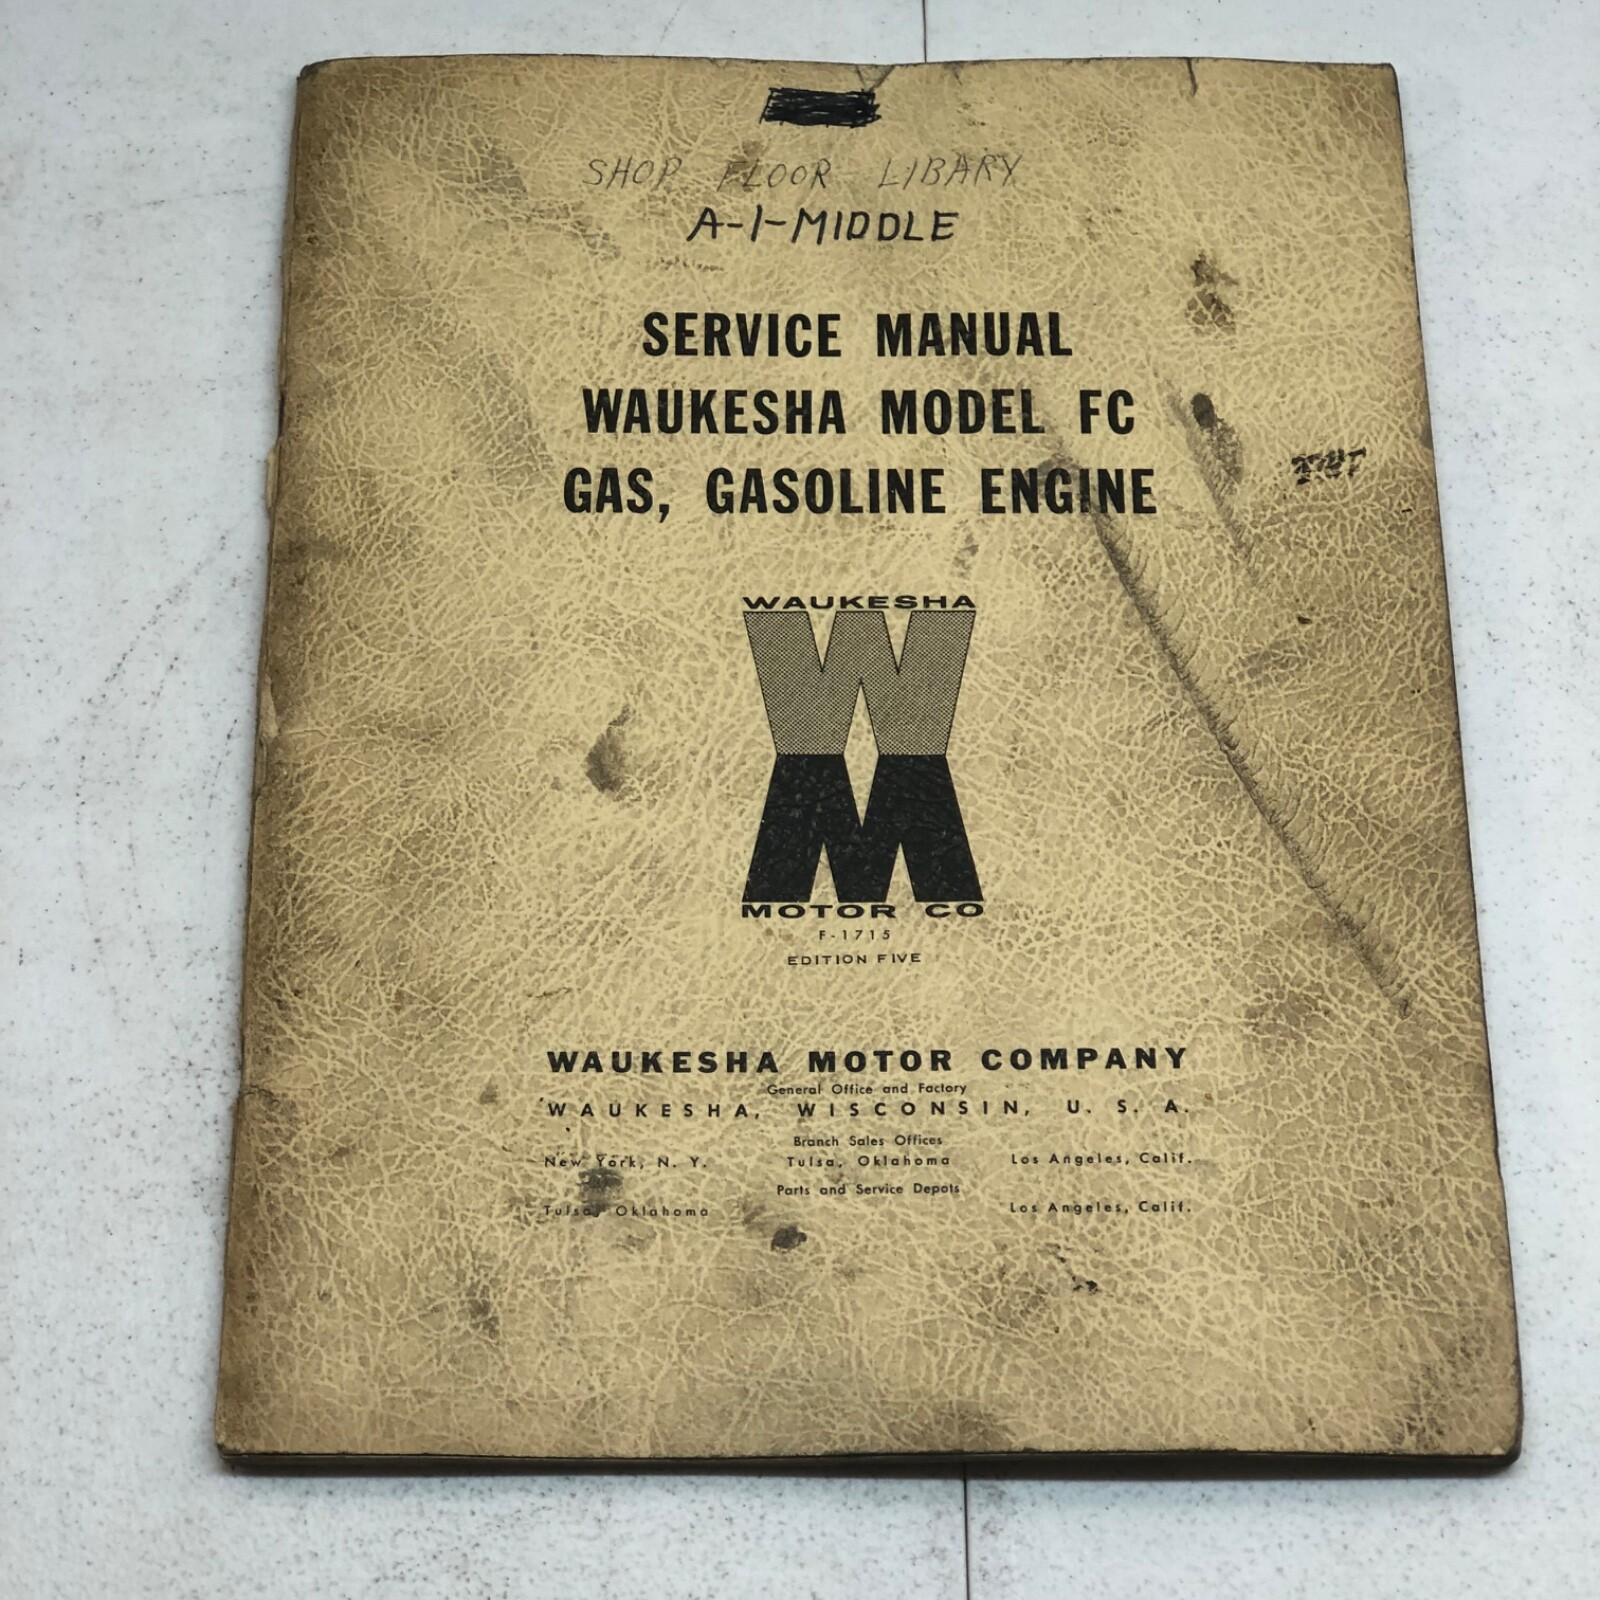 SHOP FLOOR LIBARY
A-1-MIDDLE
SERVICE MANUAL
WAUKESHA MODEL FC
GAS, GASOLINE ENGINE
WAUKESHA
W
M
MOTOR CO
F-1715
EDITION FIVE
WAUKESHA MOTOR COMPANY
General Office and Factory
WAUKESHA, WISCONSIN, U. S. A.
Branch Sales Offices
New York, N. Y. Tulsa, Oklahoma Los Angeles, Calif.
Parts and Service Depots
Tulsa, Oklahoma Los Angeles, Calif.